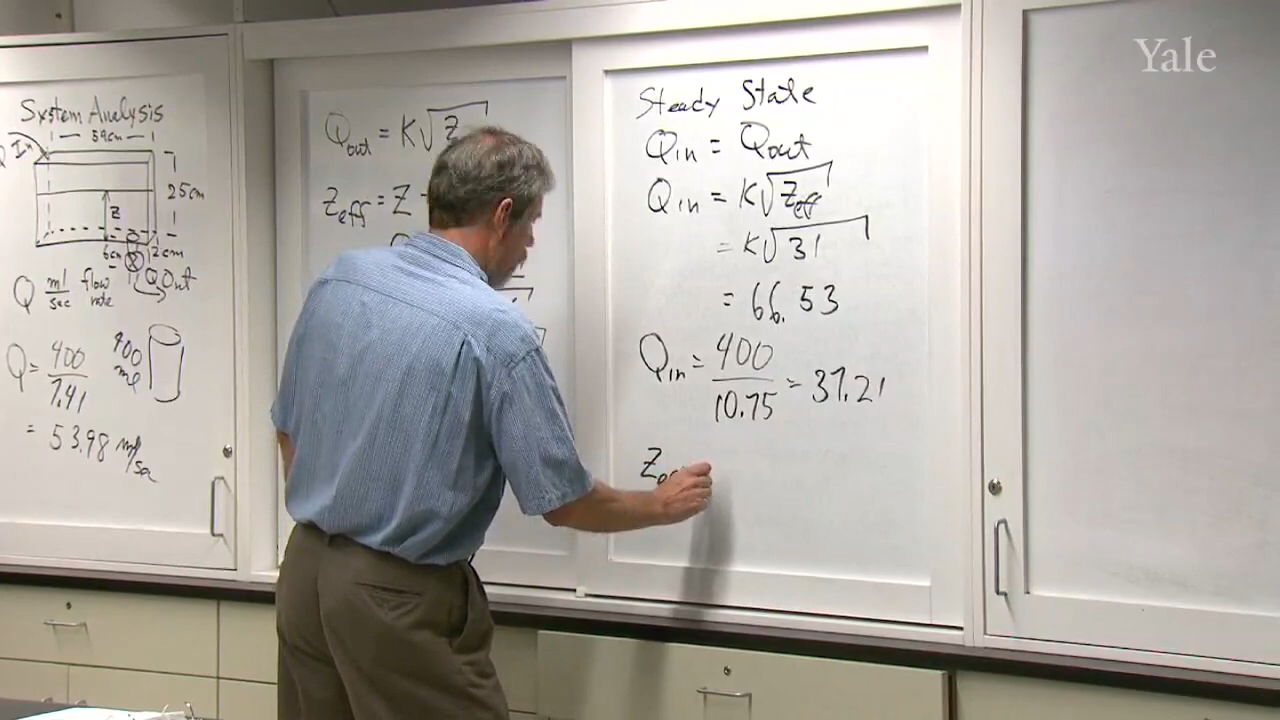 Yale
System Analysis
Q In
59cm
25cm
Z
6cm
2cm
Q ml/sec flow rate
Q Out
Q = 400/7.41
400 ml
= 53.98 ml/sec
Qout = K√Z
Zeff = Z
Steady State
Qin = Qout
Qin = K√Zeff
= K√31
= 66.53
Qin = 400/10.75 = 37.21
Ze